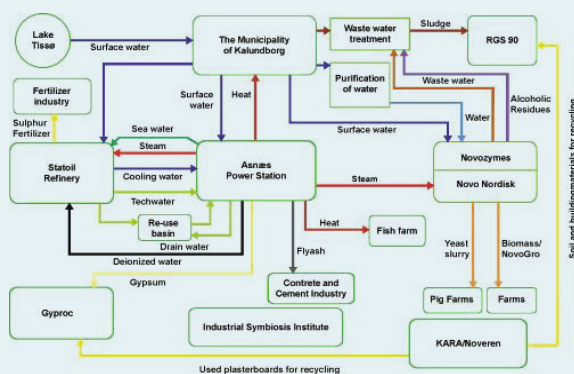 Lake
Tissø
Surface water
The Municipality
of Kalundborg
Waste water
treatment
Sludge
RGS 90
Fertilizer
industry
Purification
of water
Waste water
Alcoholic
Residues
Sulphur
Fertilizer
Surface
water
Heat
Surface
water
Water
Sea water
Steam
Statoil
Refinery
Cooling water
Asnæs
Power Station
Steam
Novozymes
Novo Nordisk
Techwater
Re-use
basin
Drain water
Deionized water
Heat
Fish farm
Flyash
Yeast
slurry
Biomass/
NovoGro
Gypsum
Contrete and
Cement Industry
Pig Farms
Farms
Gyproc
Industrial Symbiosis Institute
KARA/Noveren
Used plasterboards for recycling
Soil and buildingmaterials for recycling